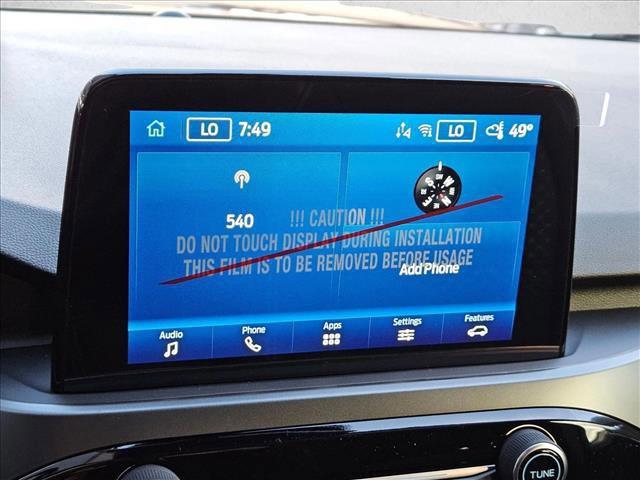 LO 7:49 LO 49°
540
!!! CAUTION !!!
DO NOT TOUCH DISPLAY DURING INSTALLATION
THIS FILM IS TO BE REMOVED BEFORE USAGE
Add Phone
Audio Phone Apps Settings Features
TUNE